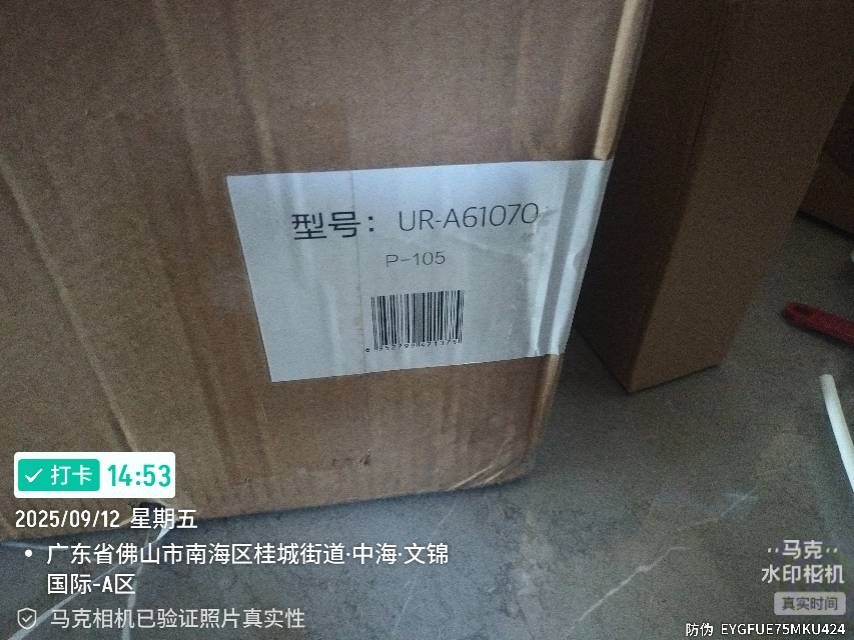 型号： UR-A61070
P-105
打卡 14:53
2025/09/12 星期五
广东省佛山市南海区桂城街道·中海·文锦
国际-A区
马克相机已验证照片真实性
马克
水印相机
真实时间
防伪 EYGFUE75MKU424